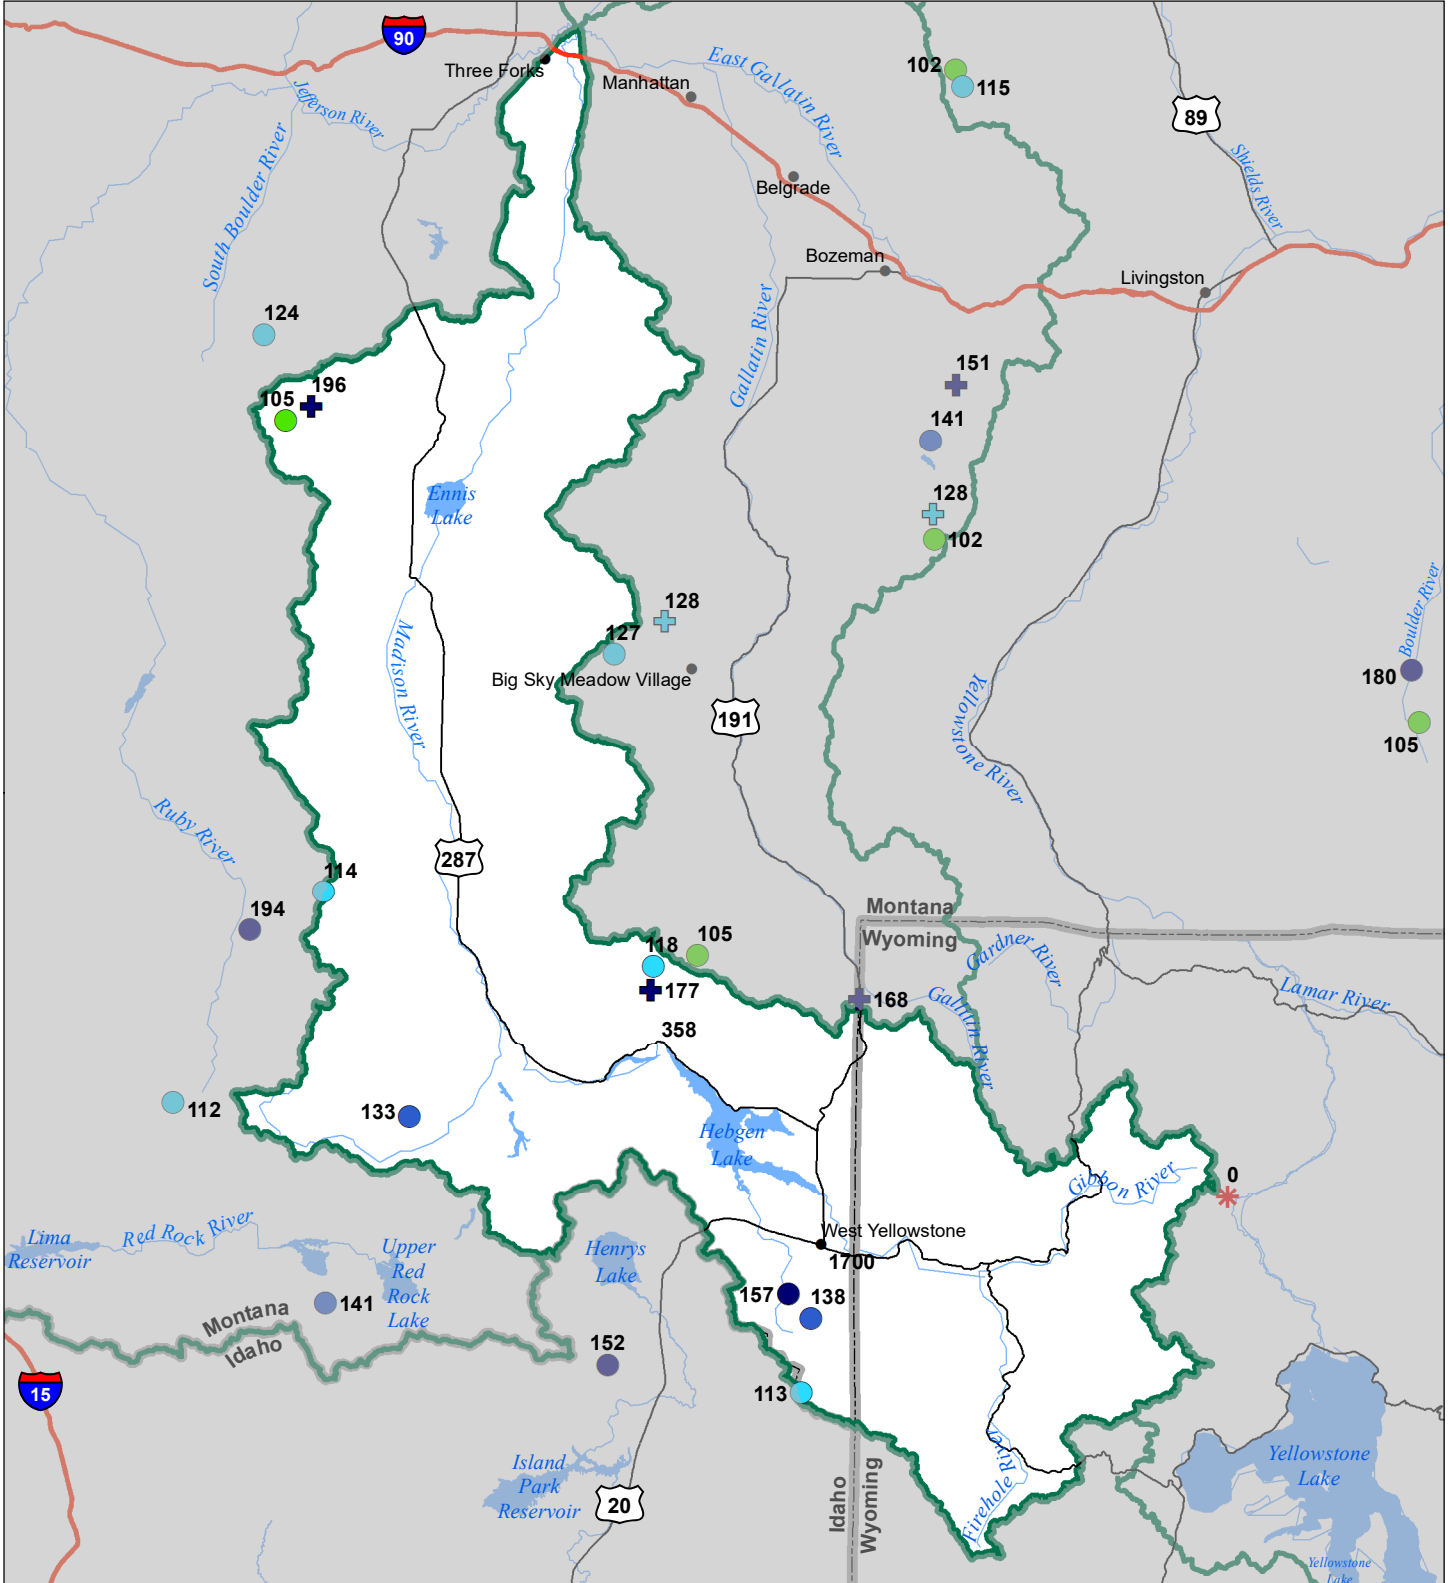 90
Three Forks
Manhattan
East Gallatin River
102
115
89
Jefferson River
South Boulder River
Shields River
Belgrade
Bozeman
Livingston
Gallatin River
124
196
105
151
141
128
102
Ennis
Lake
128
127
Big Sky Meadow Village
Madison River
191
Yellowstone River
Boulder River
180
105
Ruby River
287
114
194
118
105
177
358
Montana
Wyoming
Gardner River
168
Gallatin River
Lamar River
112
133
Hebgen
Lake
Gibbon River
0
Lima
Reservoir
Red Rock River
Upper
Red
Rock
Lake
Henrys
Lake
West Yellowstone
1700
157
138
141
Montana
Idaho
152
113
15
Island
Park
Reservoir
20
Idaho
Wyoming
Firehole River
Yellowstone
Lake
Yellowstone
Lake